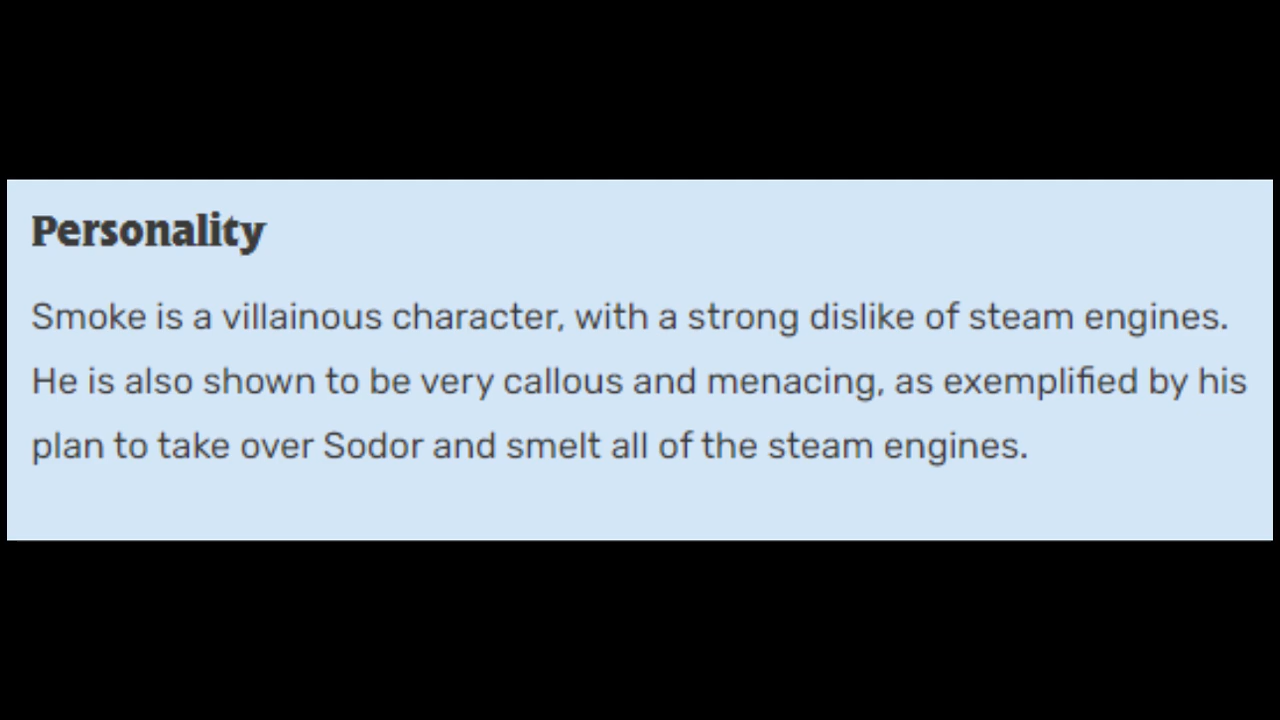 Personality
Smoke is a villainous character, with a strong dislike of steam engines.
He is also shown to be very callous and menacing, as exemplified by his
plan to take over Sodor and smelt all of the steam engines.